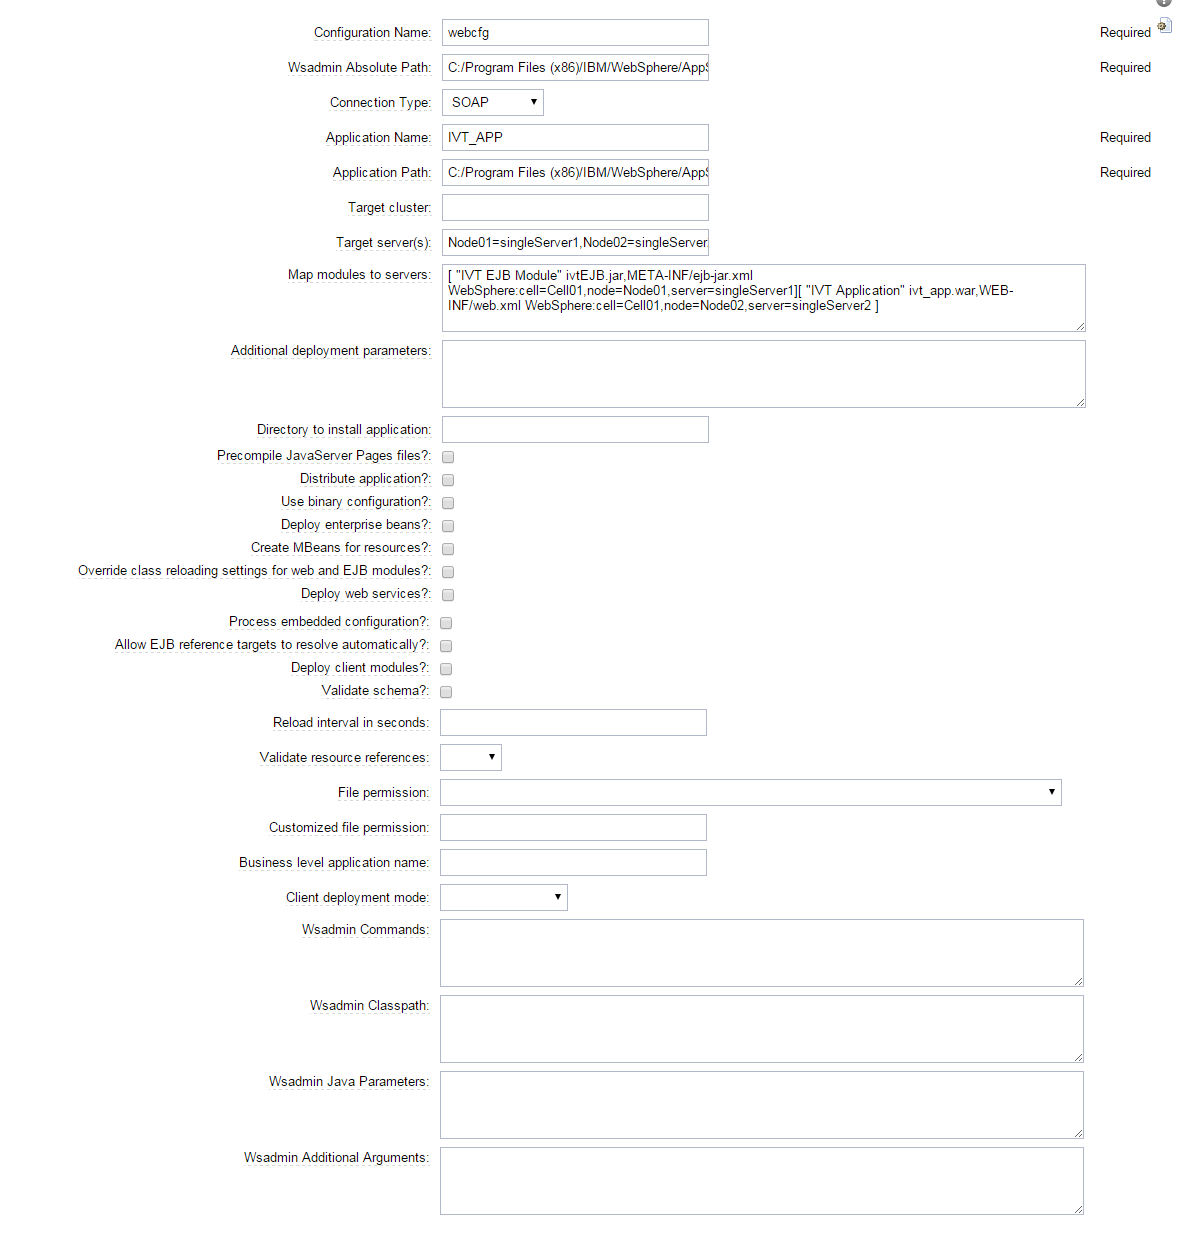 Configuration Name: webcfg Required
Wsadmin Absolute Path: C:/Program Files (x86)/IBM/WebSphere/AppS Required
Connection Type: SOAP
Application Name: IVT_APP Required
Application Path: C:/Program Files (x86)/IBM/WebSphere/AppS Required
Target cluster:
Target server(s): Node01=singleServer1,Node02=singleServer
Map modules to servers: [ "IVT EJB Module" ivtEJB.jar,META-INF/ejb-jar.xml
WebSphere:cell=Cell01,node=Node01,server=singleServer1][ "IVT Application" ivt_app.war,WEB-
INF/web.xml WebSphere:cell=Cell01,node=Node02,server=singleServer2 ]
Additional deployment parameters:
Directory to install application:
Precompile JavaServer Pages files?:
Distribute application?:
Use binary configuration?:
Deploy enterprise beans?:
Create MBeans for resources?:
Override class reloading settings for web and EJB modules?:
Deploy web services?:
Process embedded configuration?:
Allow EJB reference targets to resolve automatically?:
Deploy client modules?:
Validate schema?:
Reload interval in seconds:
Validate resource references:
File permission:
Customized file permission:
Business level application name:
Client deployment mode:
Wsadmin Commands:
Wsadmin Classpath:
Wsadmin Java Parameters:
Wsadmin Additional Arguments: